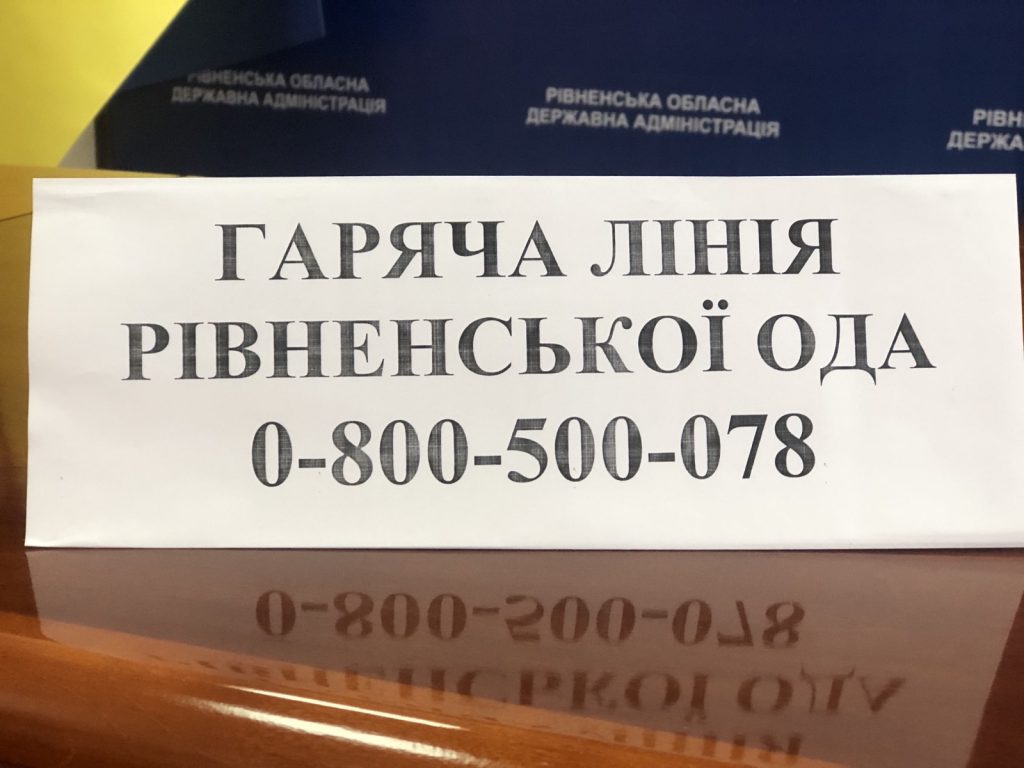 РІВНЕНСЬКА ОБЛАСНА
ДЕРЖАВНА АДМІНІСТРАЦІЯ
РІВНЕНСЬКА ОБЛАСНА
ДЕРЖАВНА АДМІНІСТРАЦІЯ
ГАРЯЧА ЛІНІЯ
РІВНЕНСЬКОЇ ОДА
0-800-500-078